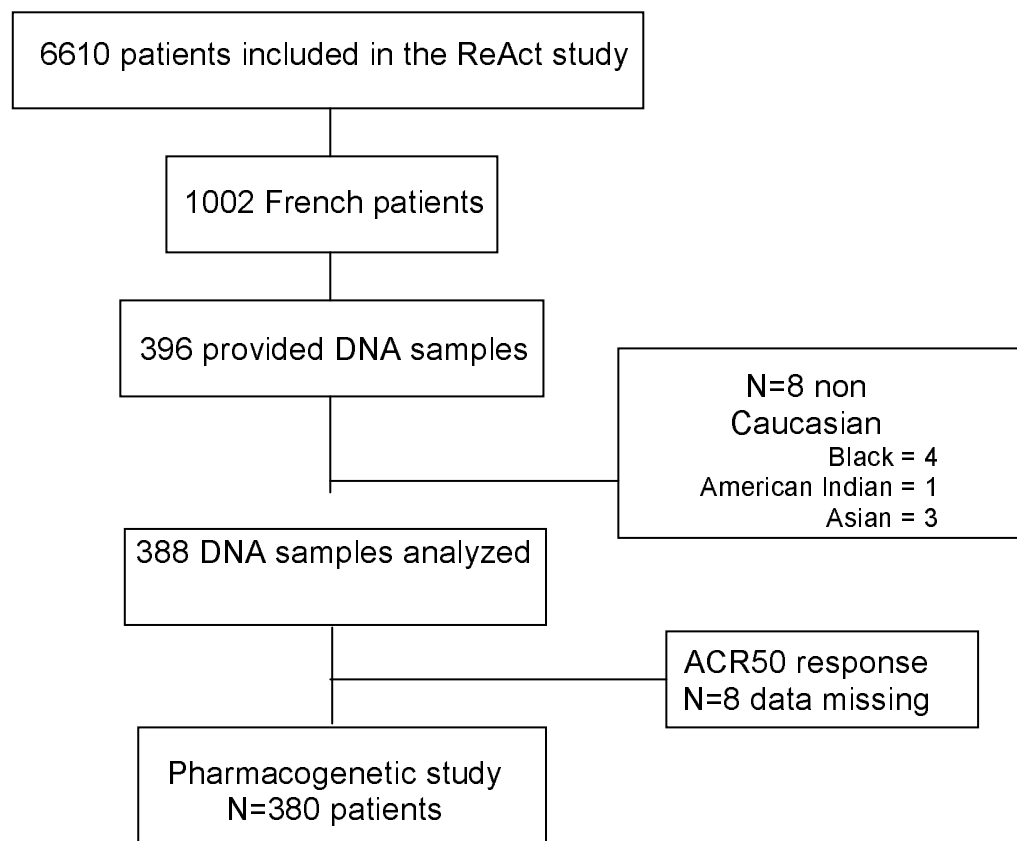 6610 patients included in the ReAct study
1002 French patients
396 provided DNA samples
N=8 non
Caucasian
Black = 4
American Indian = 1
Asian = 3
388 DNA samples analyzed
ACR50 response
N=8 data missing
Pharmacogenetic study
N=380 patients